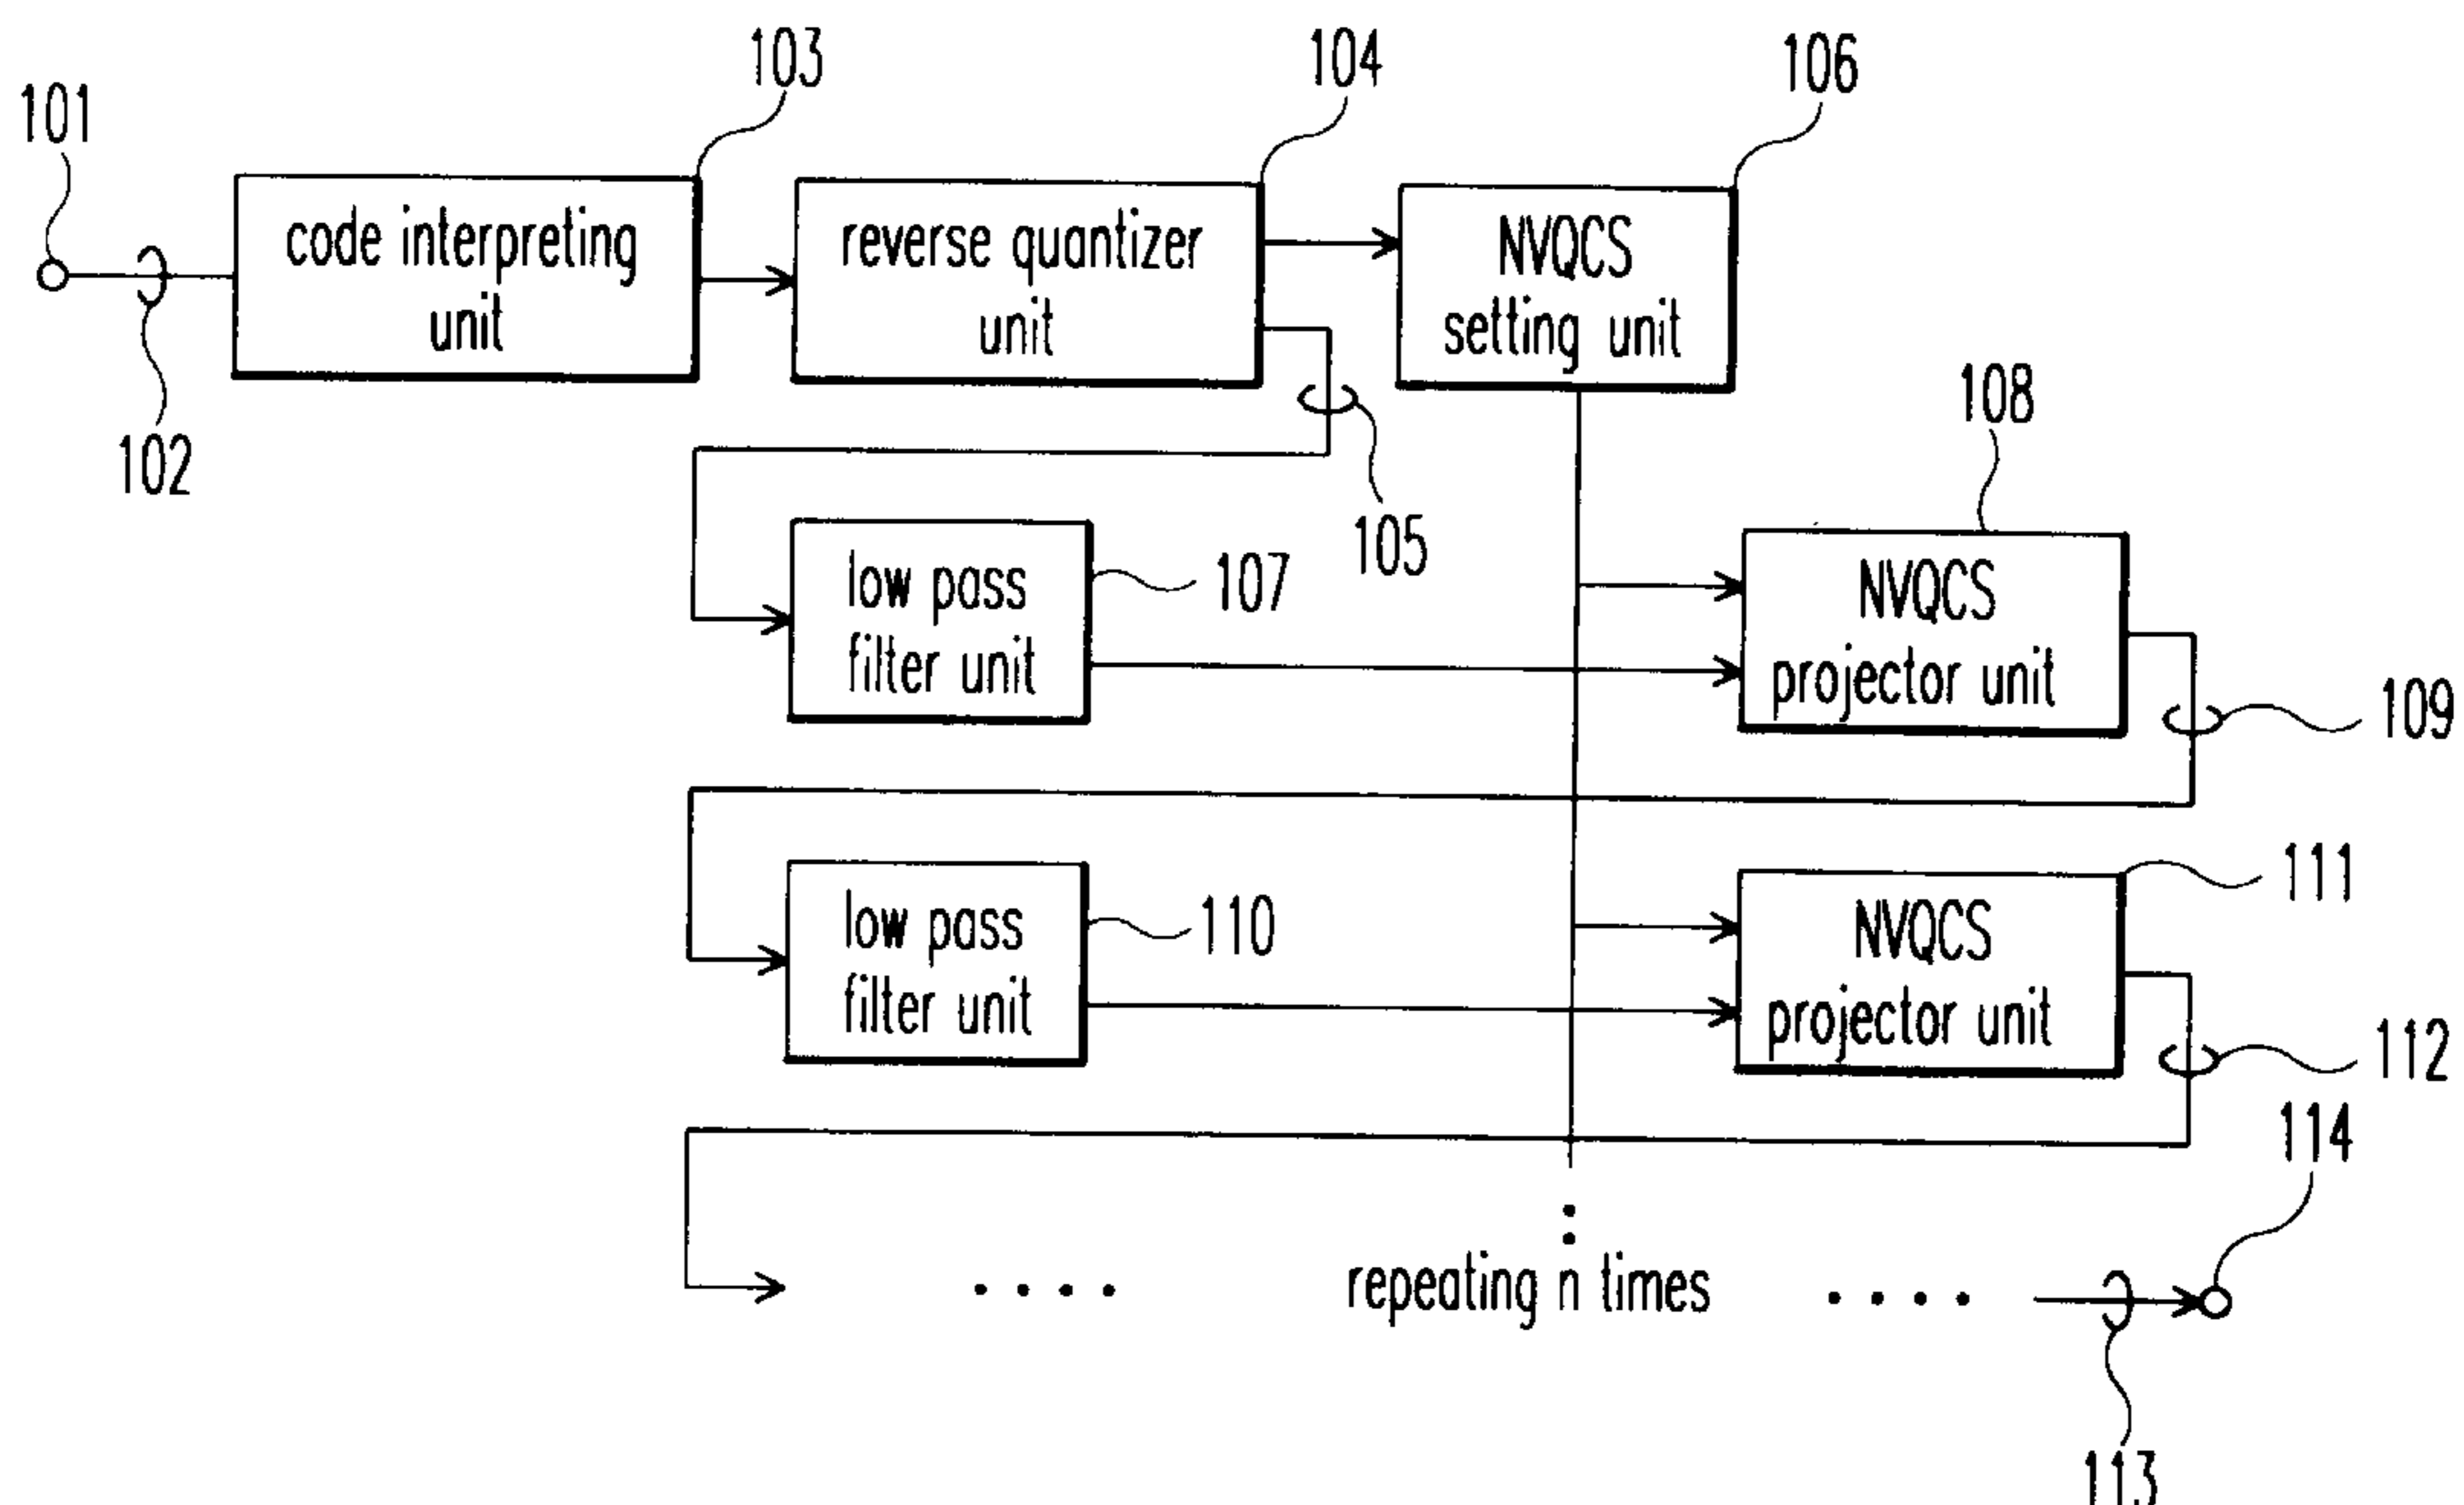 101
103
104
106
code interpreting
unit
reverse quantizer
unit
NVQCS
setting unit
102
105
108
low pass
filter unit
107
NVQCS
projector unit
109
low pass
filter unit
110
NVQCS
projector unit
111
112
114
repeating n times
113